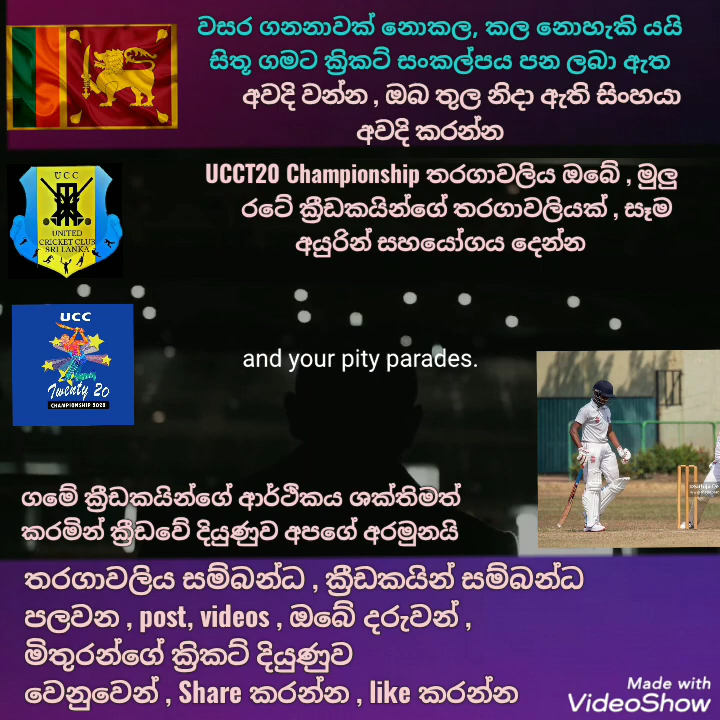 වසර ගනනාවක් නොකල, කල නොහැකි යයි
සිතූ ගමට ක්‍රිකට් සංකල්පය පන ලබා ඇත
අවදි වන්න , ඔබ තුල නිදා ඇති සිංහයා
අවදි කරන්න
UCCT20 Championship තරගාවලිය ඔබේ , මුලු
රටේ ක්‍රීඩකයින්ගේ තරගාවලියක් , සෑම
අයුරින් සහයෝගය දෙන්න
UCC
UNITED
CRICKET CLUB
SRI LANKA
UCC
Twenty 20
CHAMPIONSHIP 2020
and your pity parades.
ගමේ ක්‍රීඩකයින්ගේ ආර්ථිකය ශක්තිමත්
කරමින් ක්‍රීඩාවේ දියුණුව අපගේ අරමුනයි
තරගාවලිය සම්බන්ධ , ක්‍රීඩකයින් සම්බන්ධ
පලවන , post, videos , ඔබේ දරුවන් ,
මිතුරන්ගේ ක්‍රිකට් දියුණුව
වෙනුවෙන් , Share කරන්න , like කරන්න
Made with
VideoShow